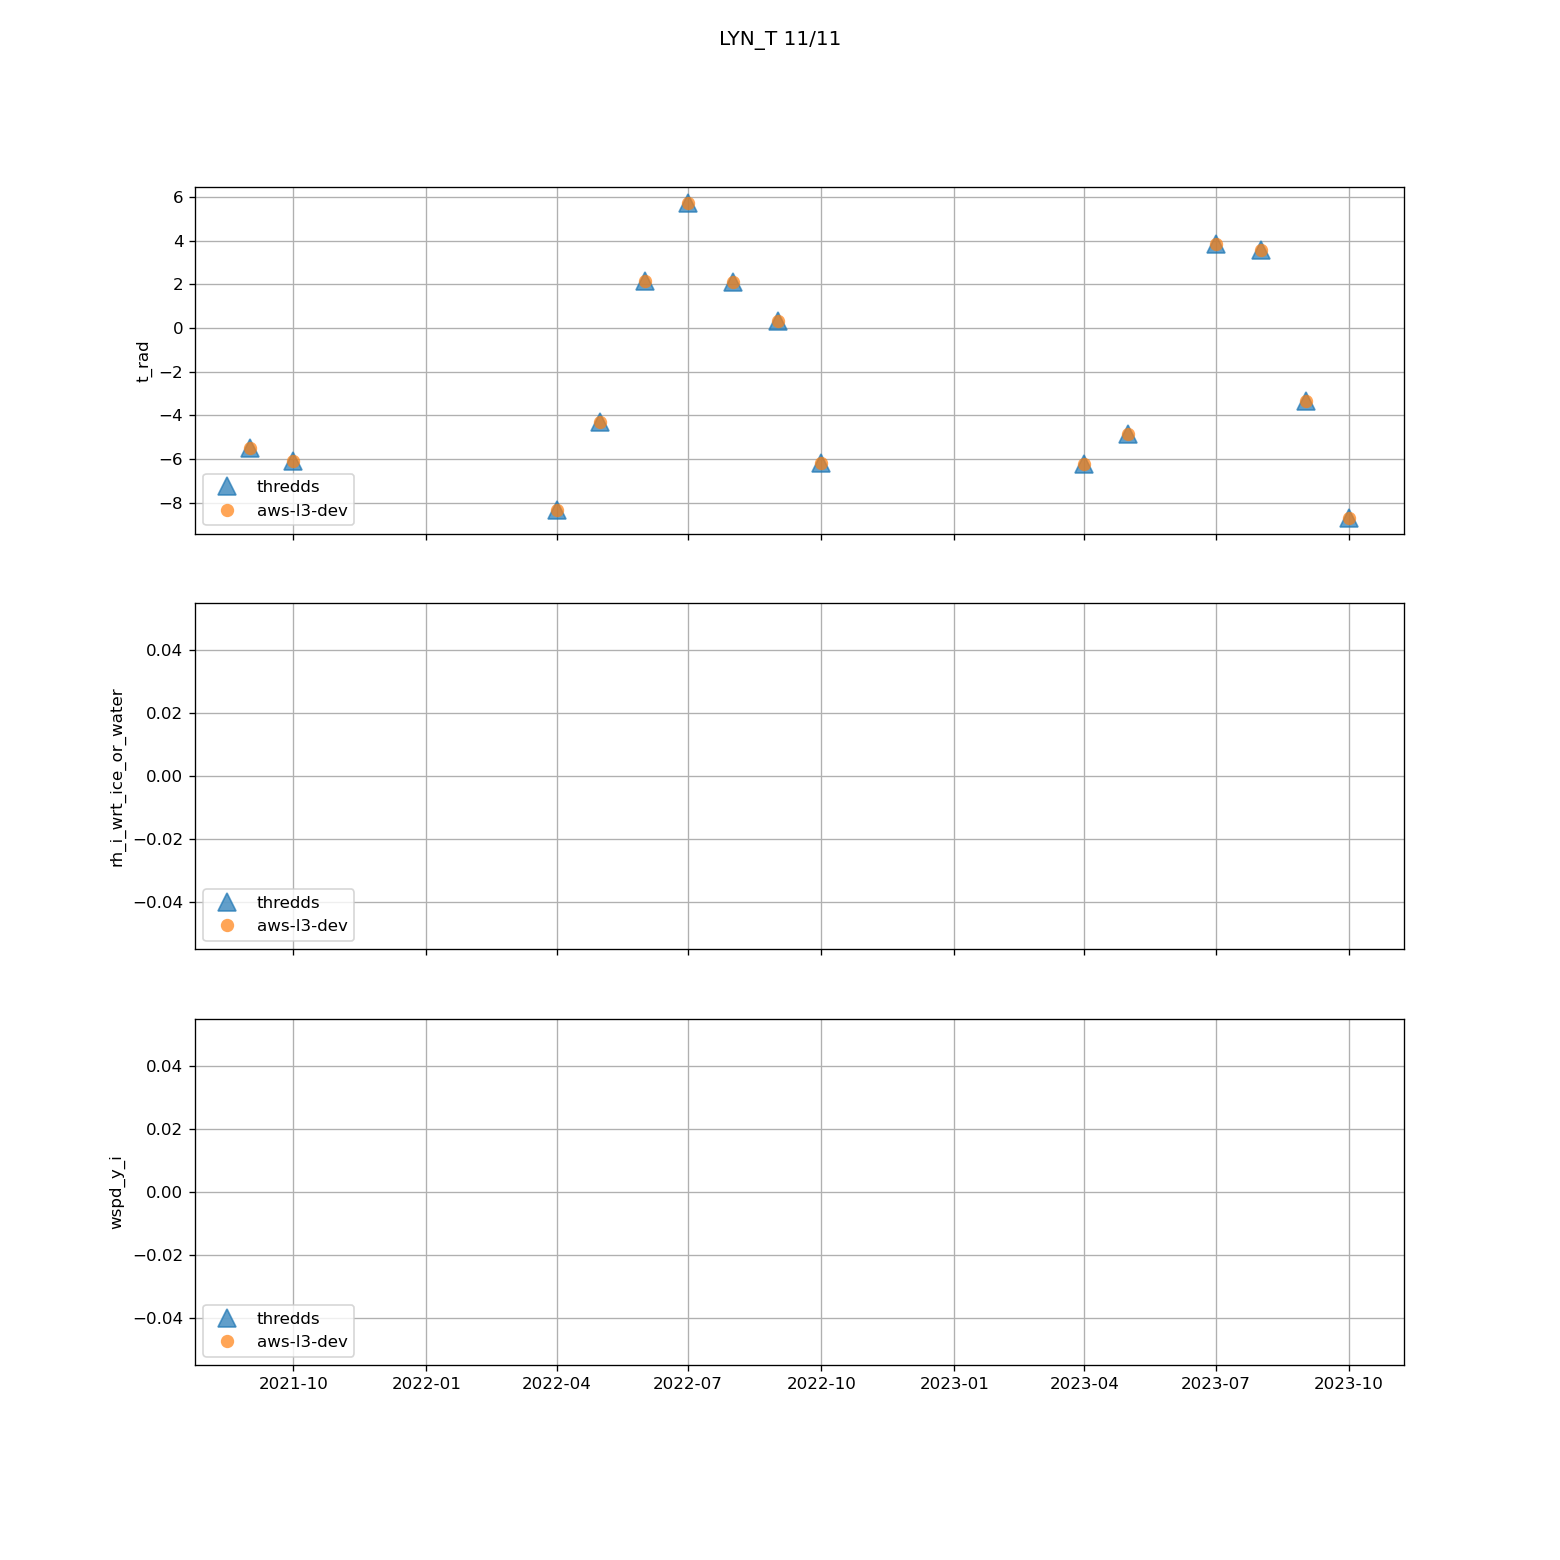 LYN_T 11/11
6
4
2
0
−2
−4
−6
−8
t_rad
thredds
aws-l3-dev
0.04
0.02
0.00
−0.02
−0.04
rh_i_wrt_ice_or_water
thredds
aws-l3-dev
0.04
0.02
0.00
−0.02
−0.04
wspd_y_i
thredds
aws-l3-dev
2021-10 2022-01 2022-04 2022-07 2022-10 2023-01 2023-04 2023-07 2023-10